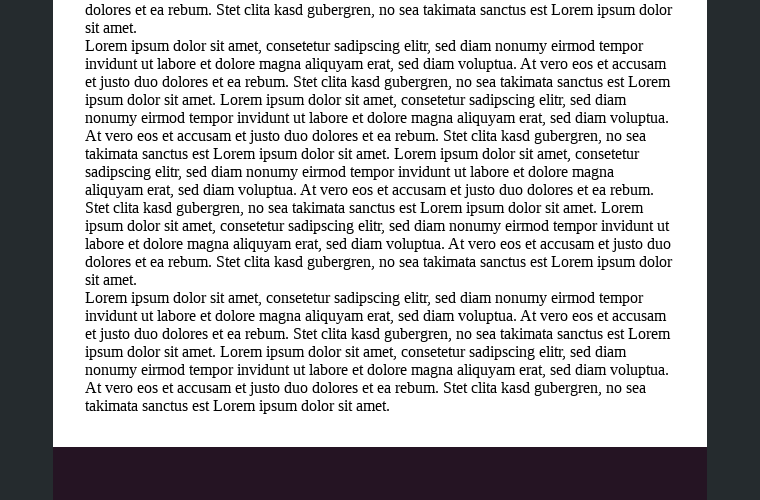 dolores et ea rebum. Stet clita kasd gubergren, no sea takimata sanctus est Lorem ipsum dolor
sit amet.
Lorem ipsum dolor sit amet, consetetur sadipscing elitr, sed diam nonumy eirmod tempor
invidunt ut labore et dolore magna aliquyam erat, sed diam voluptua. At vero eos et accusam
et justo duo dolores et ea rebum. Stet clita kasd gubergren, no sea takimata sanctus est Lorem
ipsum dolor sit amet. Lorem ipsum dolor sit amet, consetetur sadipscing elitr, sed diam
nonumy eirmod tempor invidunt ut labore et dolore magna aliquyam erat, sed diam voluptua.
At vero eos et accusam et justo duo dolores et ea rebum. Stet clita kasd gubergren, no sea
takimata sanctus est Lorem ipsum dolor sit amet. Lorem ipsum dolor sit amet, consetetur
sadipscing elitr, sed diam nonumy eirmod tempor invidunt ut labore et dolore magna
aliquyam erat, sed diam voluptua. At vero eos et accusam et justo duo dolores et ea rebum.
Stet clita kasd gubergren, no sea takimata sanctus est Lorem ipsum dolor sit amet. Lorem
ipsum dolor sit amet, consetetur sadipscing elitr, sed diam nonumy eirmod tempor invidunt ut
labore et dolore magna aliquyam erat, sed diam voluptua. At vero eos et accusam et justo duo
dolores et ea rebum. Stet clita kasd gubergren, no sea takimata sanctus est Lorem ipsum dolor
sit amet.
Lorem ipsum dolor sit amet, consetetur sadipscing elitr, sed diam nonumy eirmod tempor
invidunt ut labore et dolore magna aliquyam erat, sed diam voluptua. At vero eos et accusam
et justo duo dolores et ea rebum. Stet clita kasd gubergren, no sea takimata sanctus est Lorem
ipsum dolor sit amet. Lorem ipsum dolor sit amet, consetetur sadipscing elitr, sed diam
nonumy eirmod tempor invidunt ut labore et dolore magna aliquyam erat, sed diam voluptua.
At vero eos et accusam et justo duo dolores et ea rebum. Stet clita kasd gubergren, no sea
takimata sanctus est Lorem ipsum dolor sit amet.